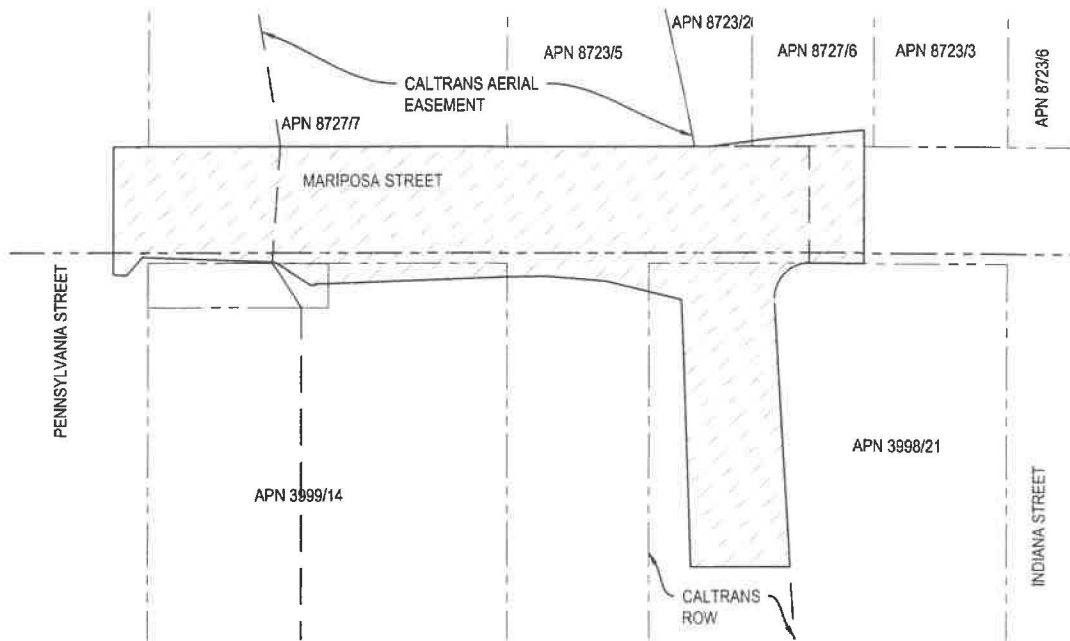 APN 8723/2
APN 8723/5
APN 8727/6
APN 8723/3
APN 8723/6
CALTRANS AERIAL
EASEMENT
APN 8727/7
MARIPOSA STREET
PENNSYLVANIA STREET
APN 3999/14
APN 3998/21
INDIANA STREET
CALTRANS
ROW